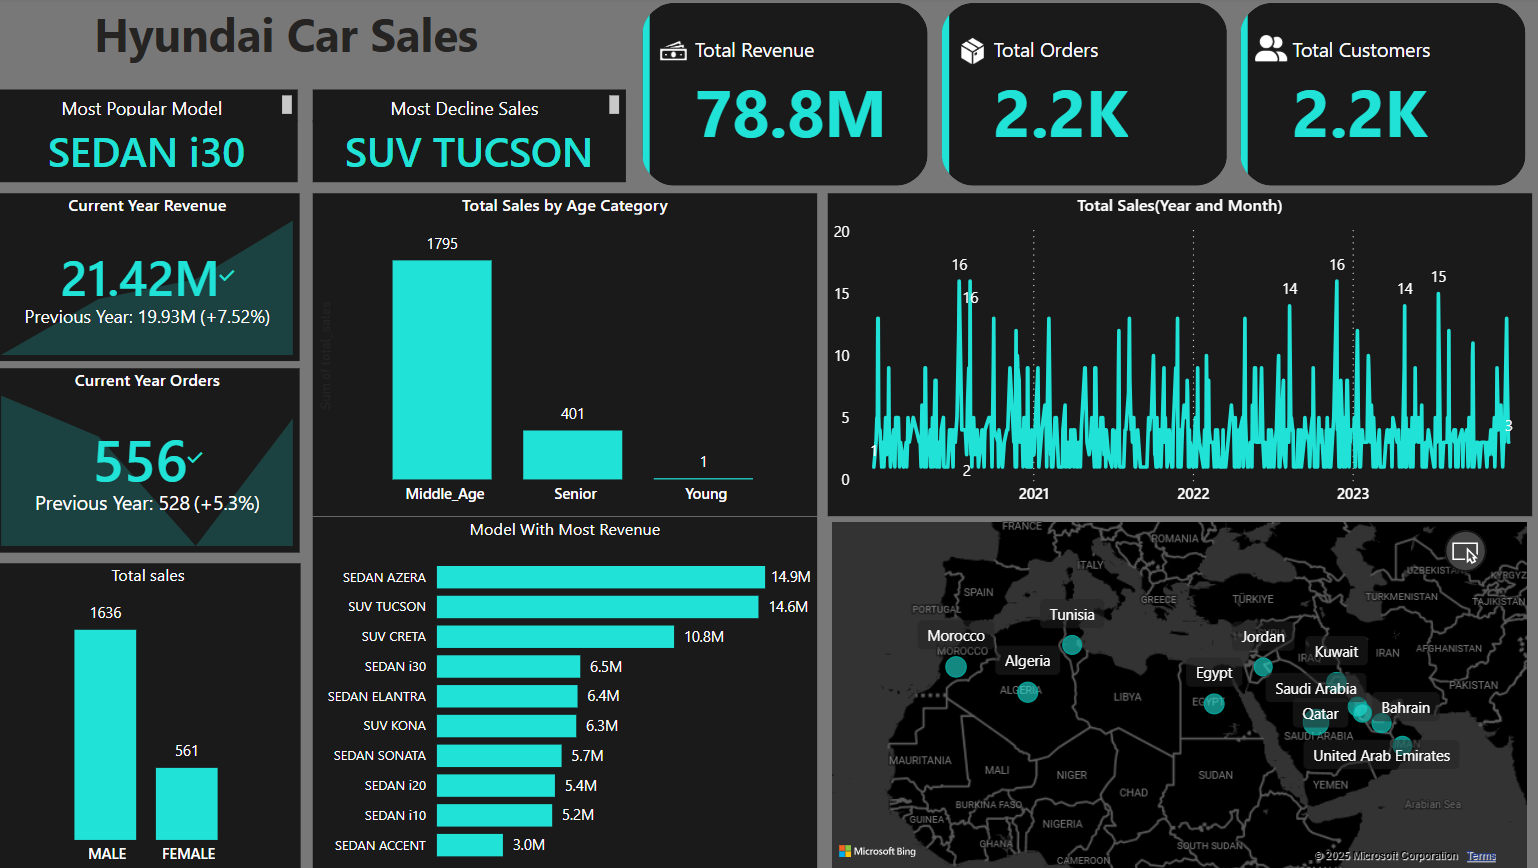 Hyundai Car Sales
Most Popular Model
SEDAN i30
Most Decline Sales
SUV TUCSON
Total Revenue
78.8M
Total Orders
2.2K
Total Customers
2.2K
Current Year Revenue
21.42M
Previous Year: 19.93M (+7.52%)
Current Year Orders
556
Previous Year: 528 (+5.3%)
Total sales
1636
561
MALE
FEMALE
Total Sales by Age Category
Sum of total_sales
1795
401
1
Middle_Age
Senior
Young
Model With Most Revenue
SEDAN AZERA 14.9M
SUV TUCSON 14.6M
SUV CRETA 10.8M
SEDAN i30 6.5M
SEDAN ELANTRA 6.4M
SUV KONA 6.3M
SEDAN SONATA 5.7M
SEDAN i20 5.4M
SEDAN i10 5.2M
SEDAN ACCENT 3.0M
Total Sales(Year and Month)
20
15
10
5
0
1
16
16
2
14
16
14
15
3
2021
2022
2023
FRANCE
ROMANIA
ITALY
UZBEKIST
KYRGYZ
SPAIN
PORTUGAL
GREECE
TÜRKIYE
TURKMENISTAN
TAJIKISTAN
Tunisia
Morocco
MOROCCO
Algeria
ALGERIA
Jordan
Kuwait
IRAQ
IRAN
AFGHANISTAN
Egypt
EGYPT
LIBYA
Saudi Arabia
PAKISTAN
Qatar
Bahrain
SAUDI ARABIA
OMAN
United Arab Emirates
MAURITANIA
MALI
NIGER
CHAD
SUDAN
YEMEN
Arabian Sea
BURKINA FASO
GUINEA
NIGERIA
GHANA
SOUTH SUDAN
CAMEROON
Microsoft Bing
© 2025 Microsoft Corporation Terms